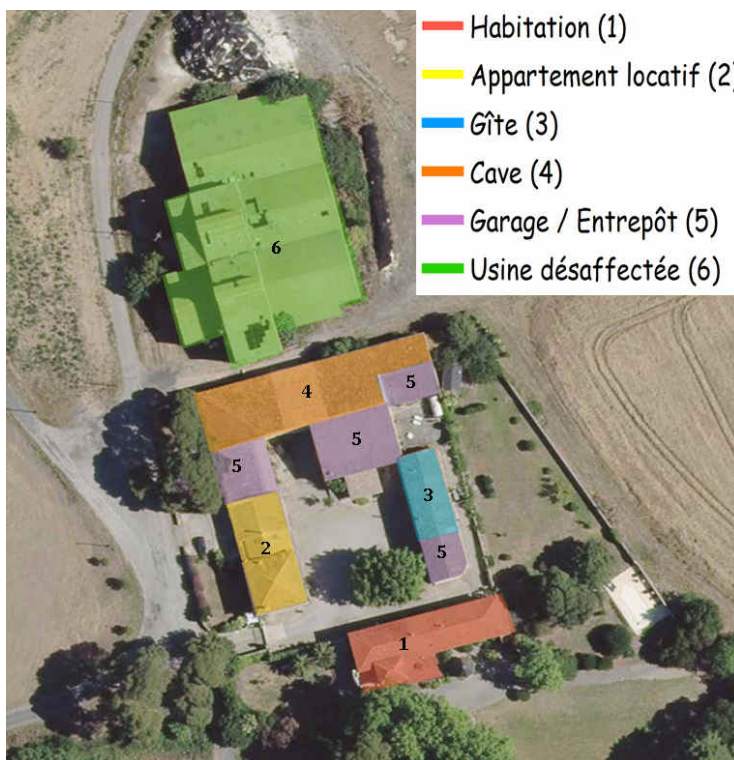 Habitation (1)
Appartement locatif (2)
Gîte (3)
Cave (4)
Garage / Entrepôt (5)
Usine désaffectée (6)
6
4
5
5
5
3
2
5
1